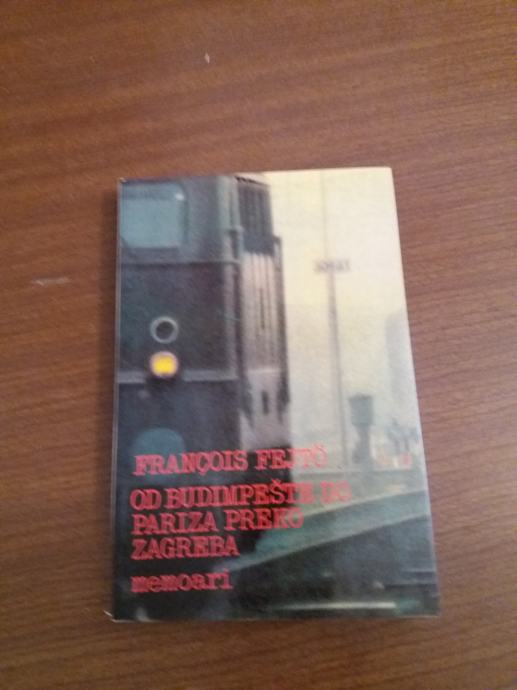 FRANÇOIS FEJTÖ
OD BUDIMPEŠTE DO
PARIZA PREKO
ZAGREBA
memoari